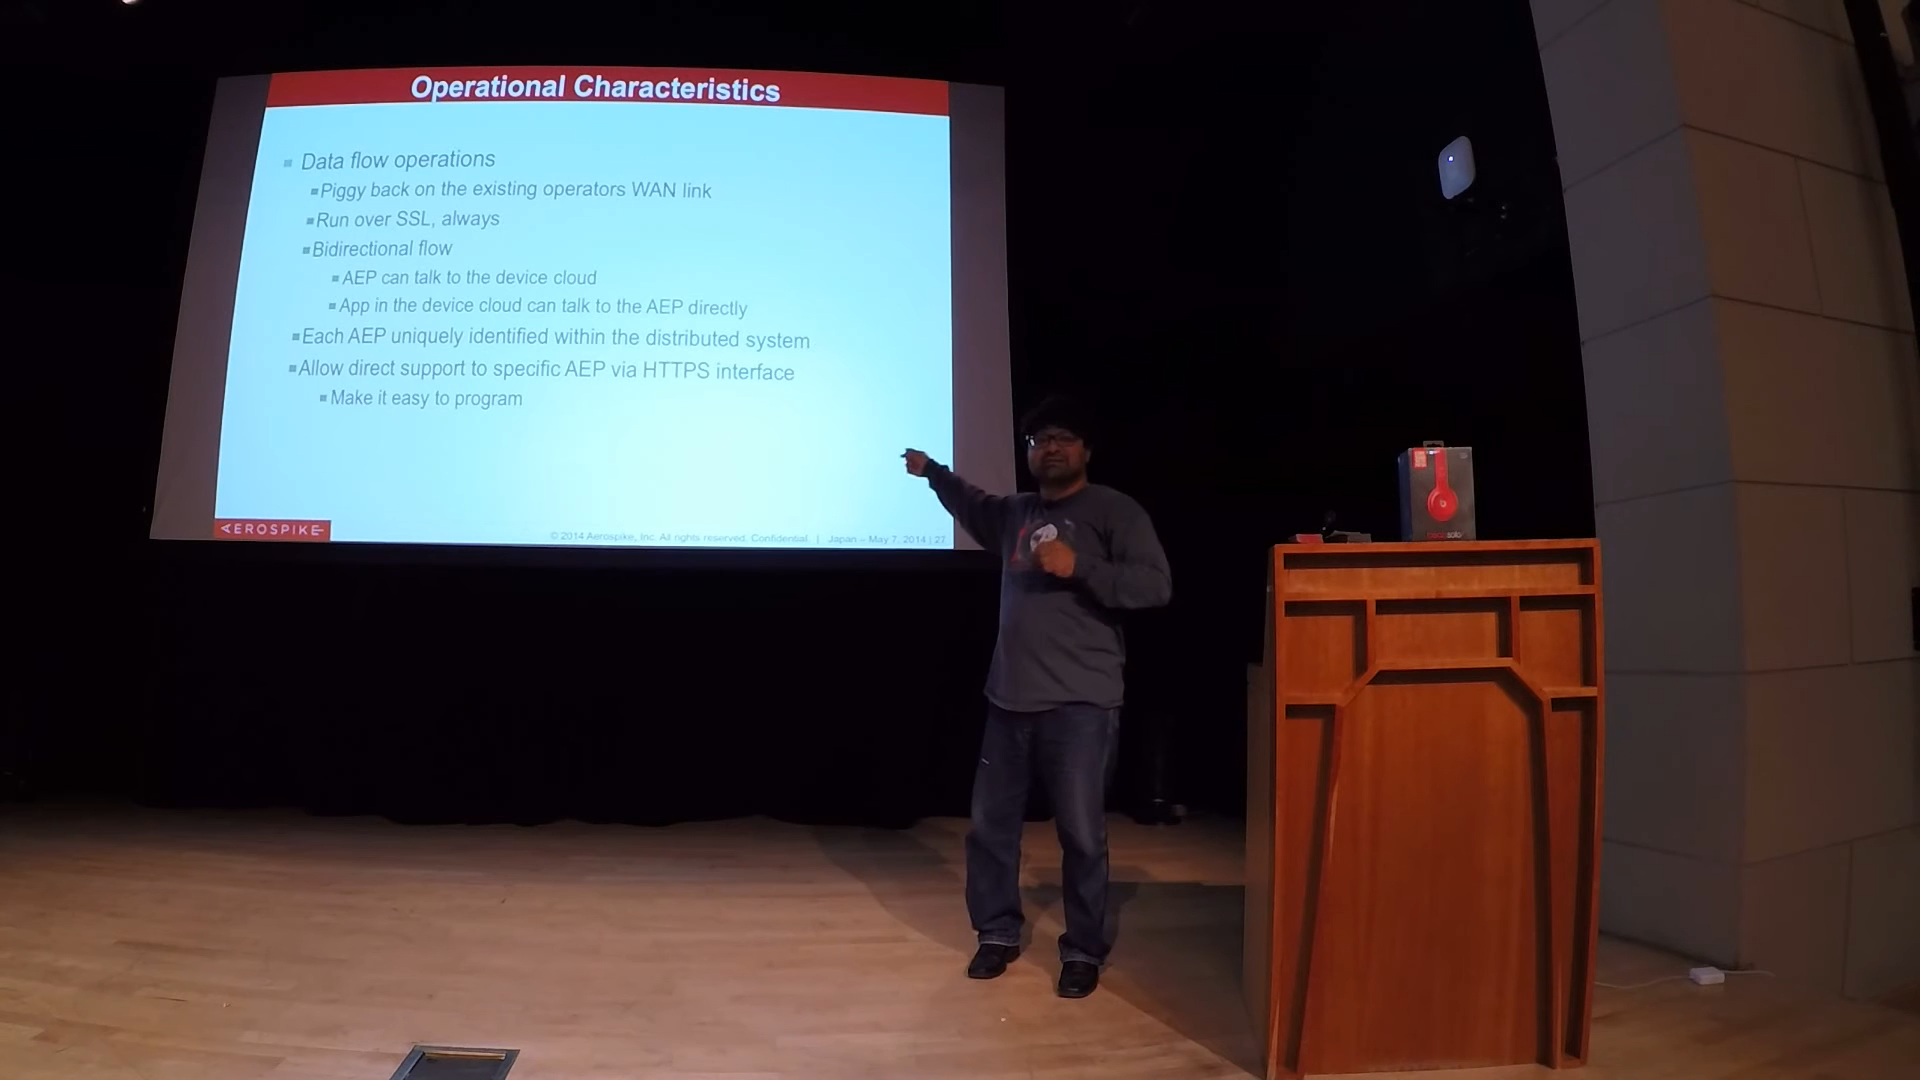 Operational Characteristics
Data flow operations
Piggy back on the existing operators WAN link
Run over SSL, always
Bidirectional flow
AEP can talk to the device cloud
App in the device cloud can talk to the AEP directly
Each AEP uniquely identified within the distributed system
Allow direct support to specific AEP via HTTPS interface
Make it easy to program
AEROSPIKE
© 2014 Aerospike, Inc. All rights reserved. Confidential. | Japan – May 7, 2014 | 27
solo